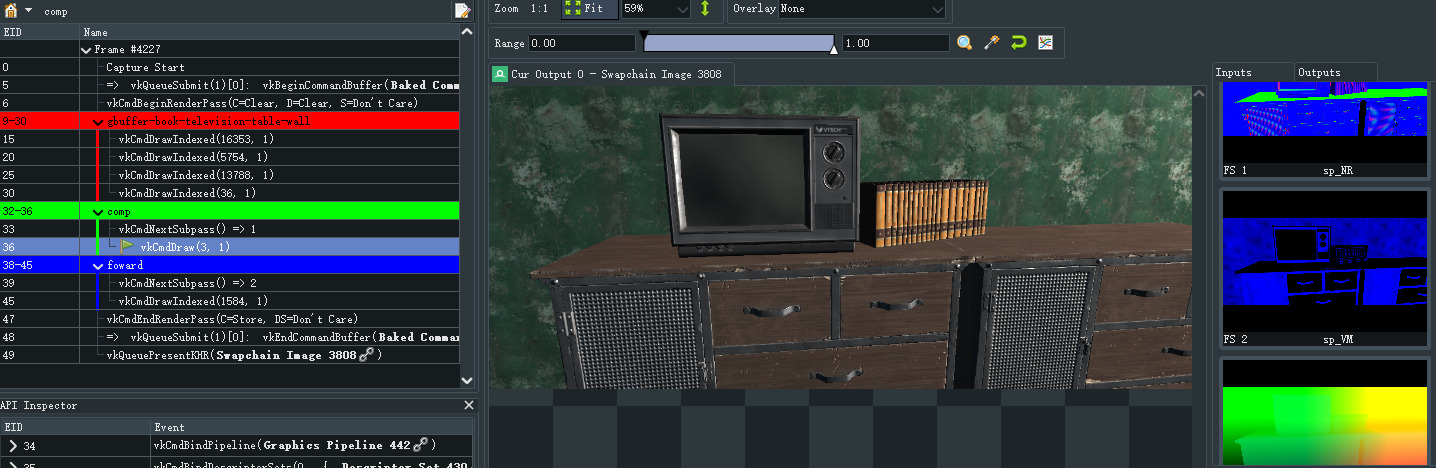 comp
EID Name
Frame #4227
0 Capture Start
5 => vkQueueSubmit(1)[0]: vkBeginCommandBuffer(Baked Comm
6 vkCmdBeginRenderPass(C=Clear, D=Clear, S=Don't Care)
9-30 gbuffer-book-television-table-wall
15 vkCmdDrawIndexed(16353, 1)
20 vkCmdDrawIndexed(5754, 1)
25 vkCmdDrawIndexed(13788, 1)
30 vkCmdDrawIndexed(36, 1)
32-36 comp
33 vkCmdNextSubpass() => 1
36 vkCmdDraw(3, 1)
38-45 foward
39 vkCmdNextSubpass() => 2
45 vkCmdDrawIndexed(1584, 1)
47 vkCmdEndRenderPass(C=Store, DS=Don't Care)
48 => vkQueueSubmit(1)[0]: vkEndCommandBuffer(Baked Comman
49 vkQueuePresentKHR(Swapchain Image 3808)
API Inspector
EID Event
34 vkCmdBindPipeline(Graphics Pipeline 442)
35 vkCmdBindDescriptorSets(0, { Descriptor Set 430
Zoom 1:1 Fit 59% Overlay None
Range 0.00 1.00
Cur Output 0 - Swapchain Image 3808
VTECH
Inputs Outputs
FS 1 sp_NR
FS 2 sp_VM